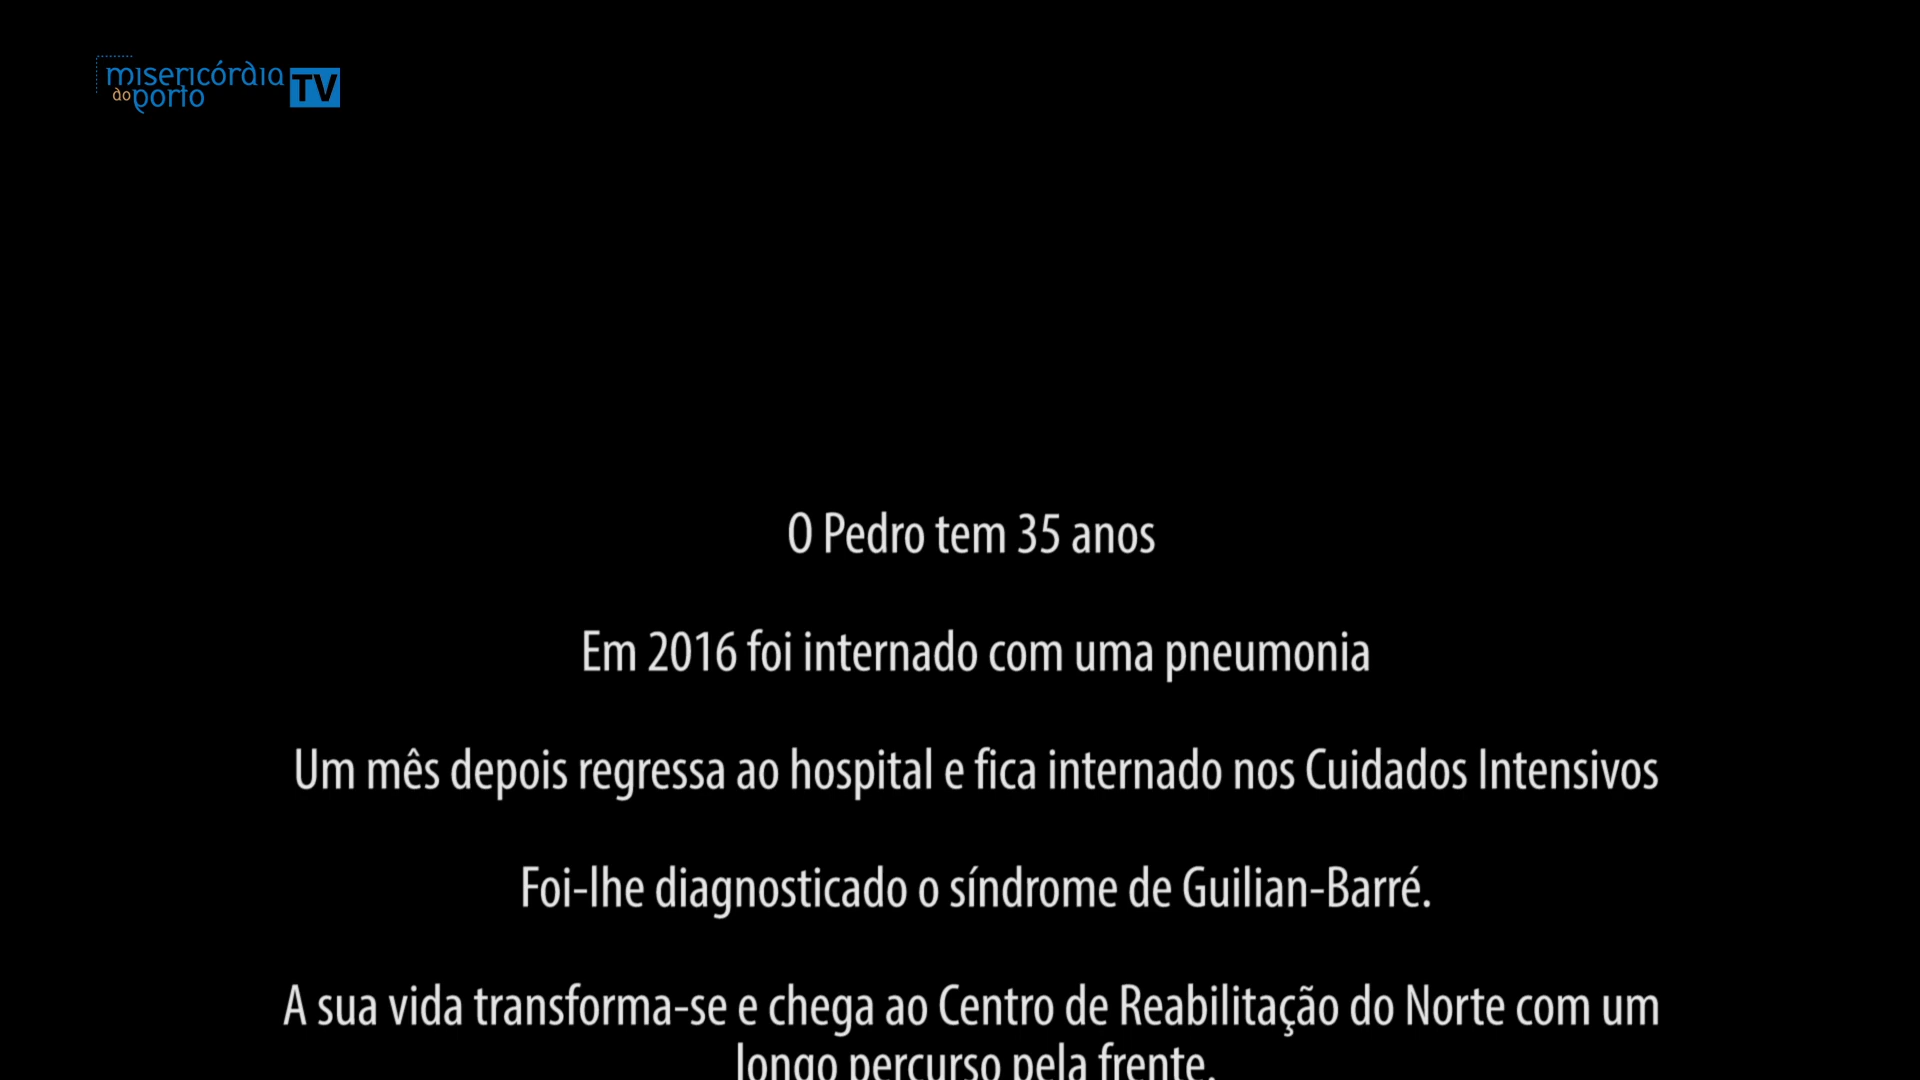 misericórdia
do porto TV
O Pedro tem 35 anos
Em 2016 foi internado com uma pneumonia
Um mês depois regressa ao hospital e fica internado nos Cuidados Intensivos
Foi-lhe diagnosticado o síndrome de Guilian-Barré.
A sua vida transforma-se e chega ao Centro de Reabilitação do Norte com um
longo percurso pela frente.